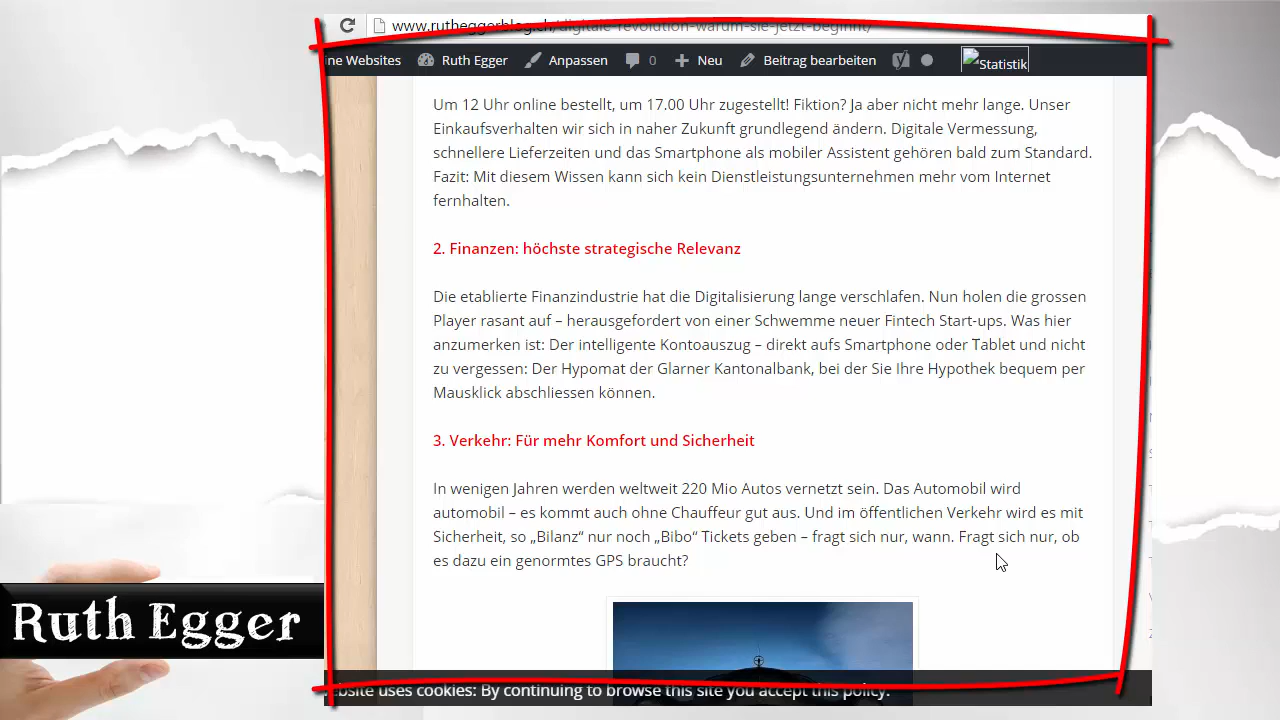 www.rutheggerblog.ch/digitale-revolution-warum-sie-jetzt-beginnt/
ine Websites Ruth Egger Anpassen 0 Neu Beitrag bearbeiten Statistik
Um 12 Uhr online bestellt, um 17.00 Uhr zugestellt! Fiktion? Ja aber nicht mehr lange. Unser
Einkaufsverhalten wir sich in naher Zukunft grundlegend ändern. Digitale Vermessung,
schnellere Lieferzeiten und das Smartphone als mobiler Assistent gehören bald zum Standard.
Fazit: Mit diesem Wissen kann sich kein Dienstleistungsunternehmen mehr vom Internet
fernhalten.
2. Finanzen: höchste strategische Relevanz
Die etablierte Finanzindustrie hat die Digitalisierung lange verschlafen. Nun holen die grossen
Player rasant auf – herausgefordert von einer Schwemme neuer Fintech Start-ups. Was hier
anzumerken ist: Der intelligente Kontoauszug – direkt aufs Smartphone oder Tablet und nicht
zu vergessen: Der Hypomat der Glarner Kantonalbank, bei der Sie Ihre Hypothek bequem per
Mausklick abschliessen können.
3. Verkehr: Für mehr Komfort und Sicherheit
In wenigen Jahren werden weltweit 220 Mio Autos vernetzt sein. Das Automobil wird
automobil – es kommt auch ohne Chauffeur gut aus. Und im öffentlichen Verkehr wird es mit
Sicherheit, so „Bilanz“ nur noch „Bibo“ Tickets geben – fragt sich nur, wann. Fragt sich nur, ob
es dazu ein genormtes GPS braucht?
Ruth Egger
bsite uses cookies: By continuing to browse this site you accept this policy.